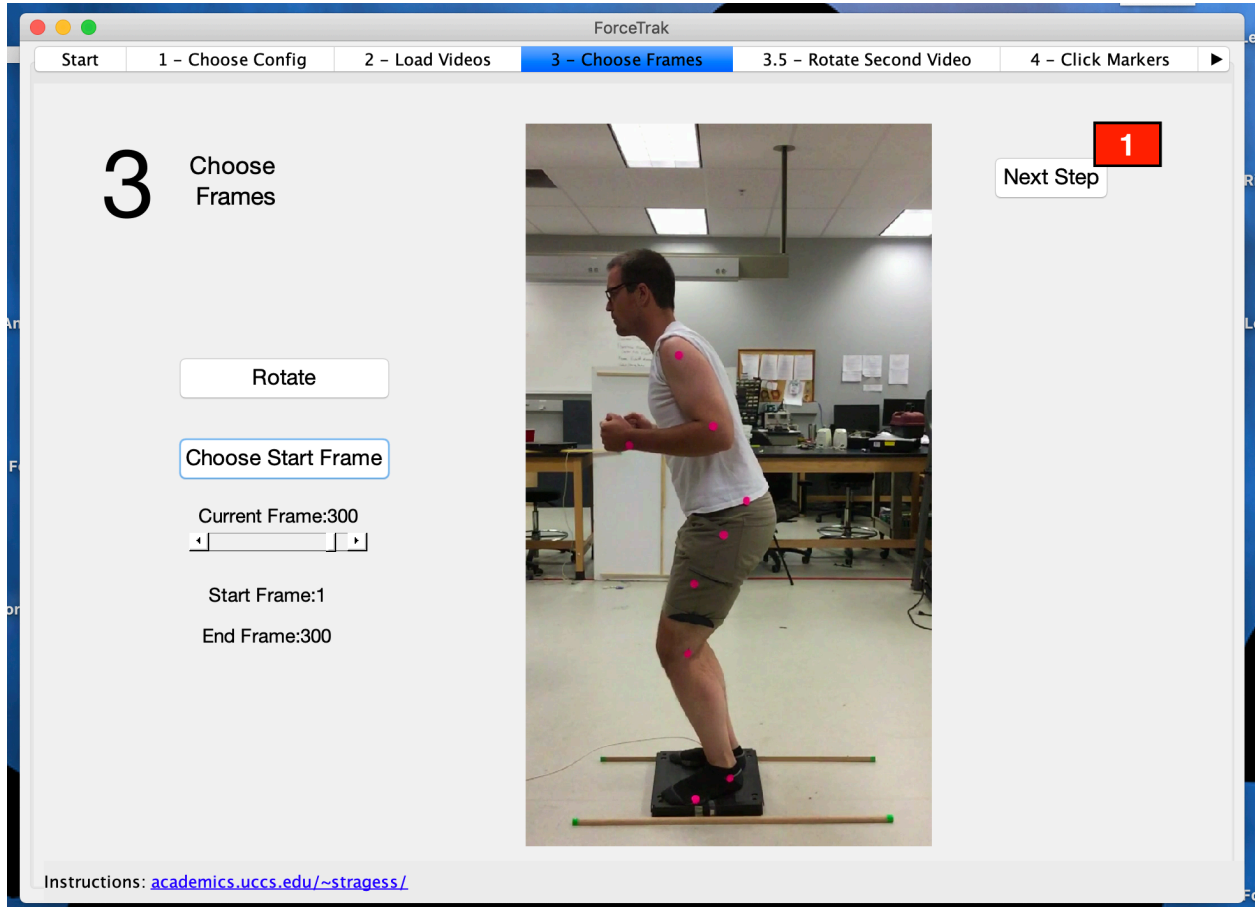 ForceTrak
Start
1 – Choose Config
2 – Load Videos
3 – Choose Frames
3.5 – Rotate Second Video
4 – Click Markers
3
Choose
Frames
1
Next Step
Rotate
Choose Start Frame
Current Frame:300
Start Frame:1
End Frame:300
Instructions: academics.uccs.edu/~stragess/